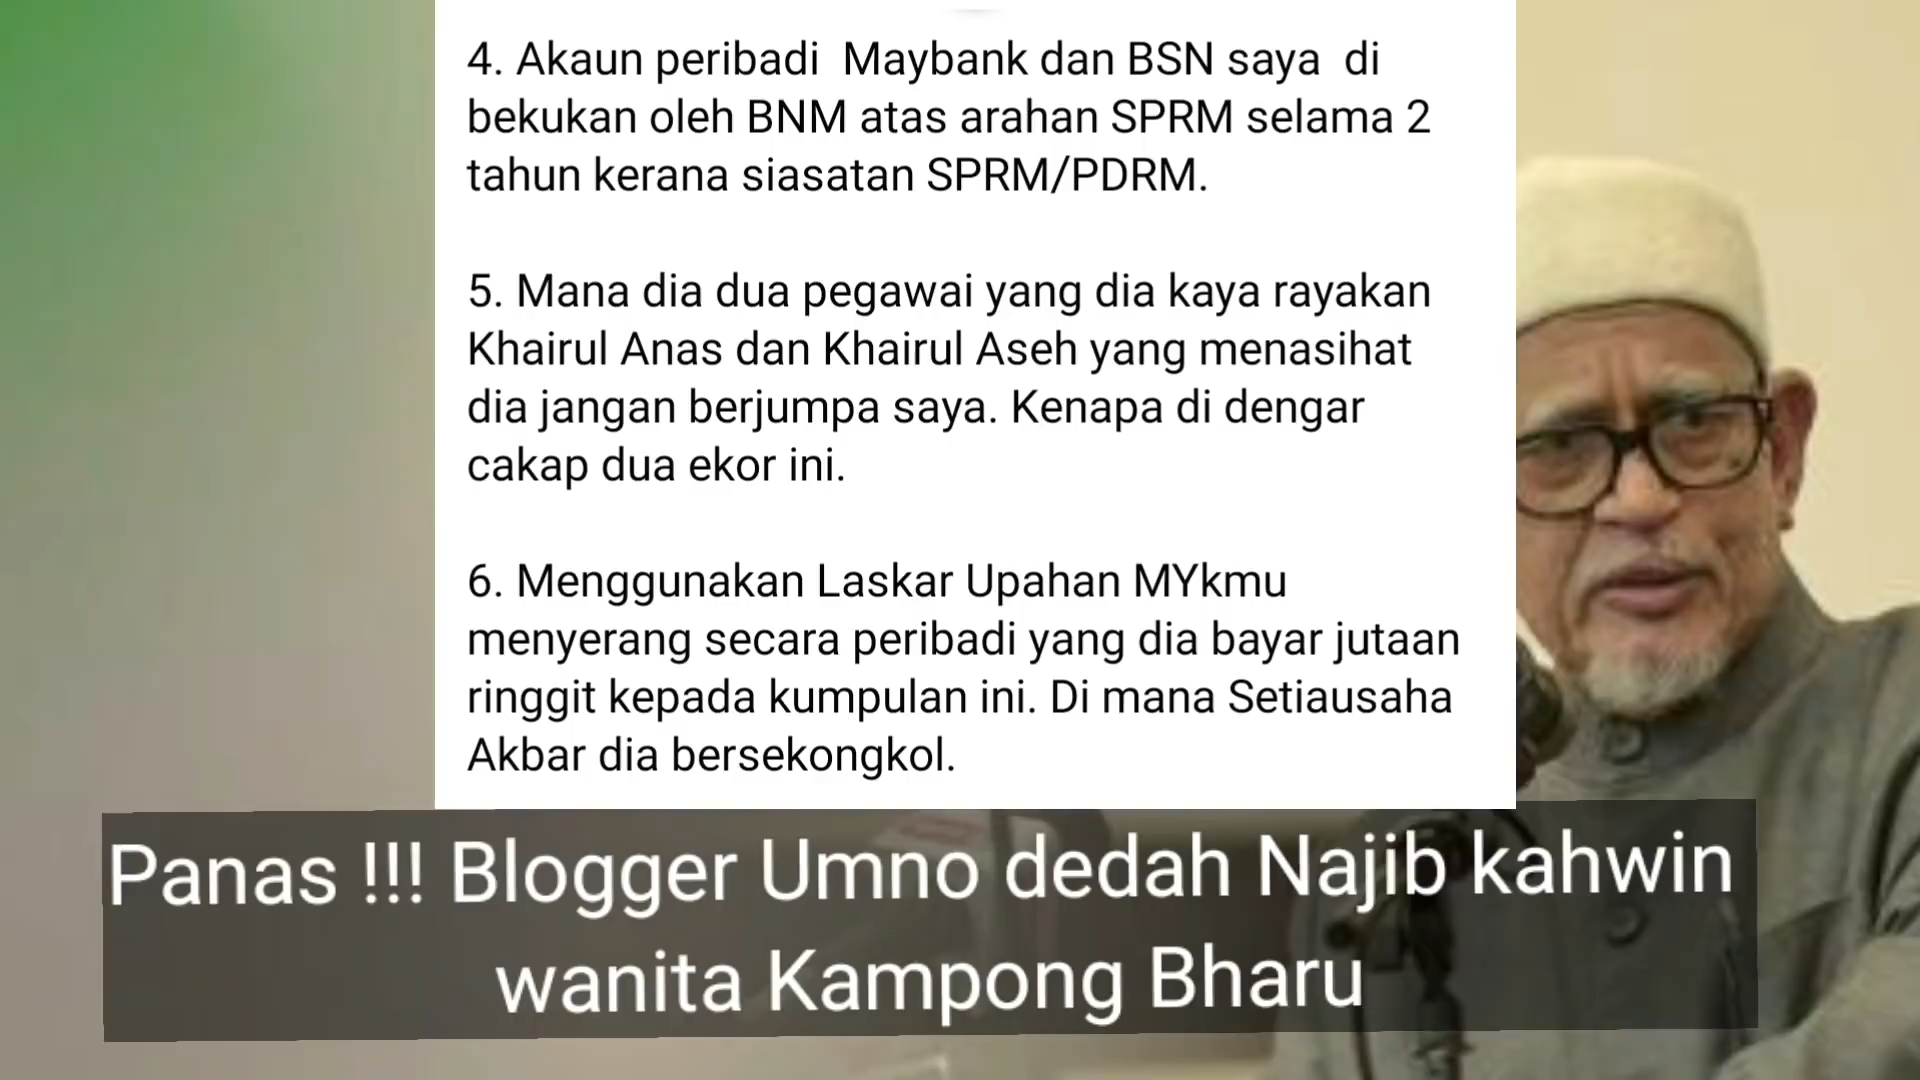 4. Akaun peribadi  Maybank dan BSN saya  di
bekukan oleh BNM atas arahan SPRM selama 2
tahun kerana siasatan SPRM/PDRM.
5. Mana dia dua pegawai yang dia kaya rayakan
Khairul Anas dan Khairul Aseh yang menasihat
dia jangan berjumpa saya. Kenapa di dengar
cakap dua ekor ini.
6. Menggunakan Laskar Upahan MYkmu
menyerang secara peribadi yang dia bayar jutaan
ringgit kepada kumpulan ini. Di mana Setiausaha
Akbar dia bersekongkol.
Panas !!! Blogger Umno dedah Najib kahwin
wanita Kampong Bharu